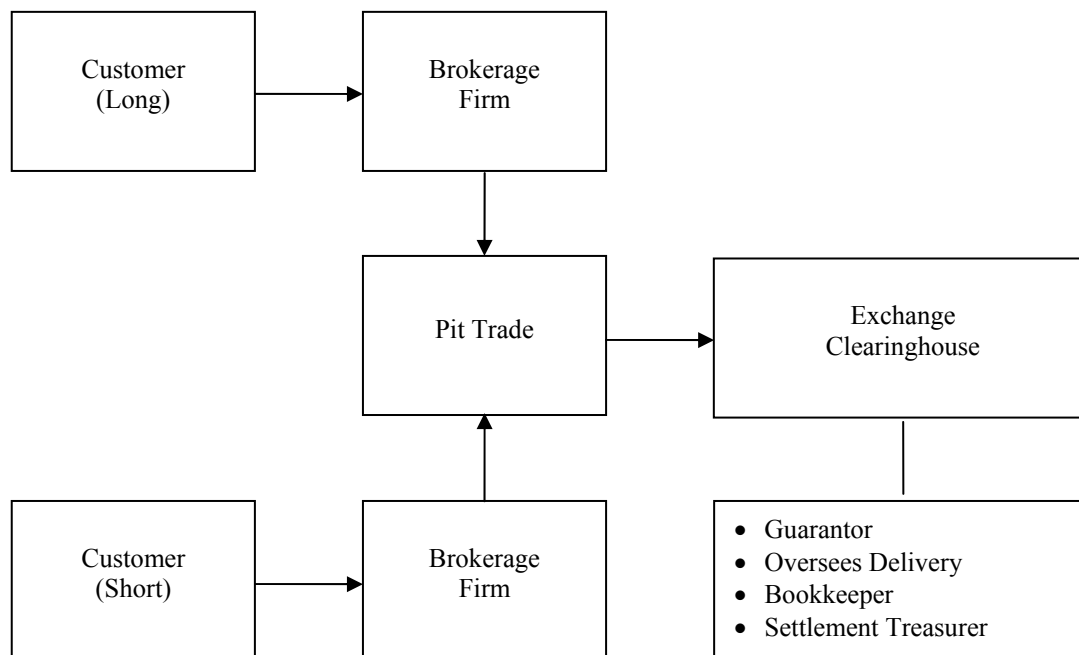 Customer
(Long)
Brokerage
Firm
Pit Trade
Exchange
Clearinghouse
Customer
(Short)
Brokerage
Firm
• Guarantor
• Oversees Delivery
• Bookkeeper
• Settlement Treasurer